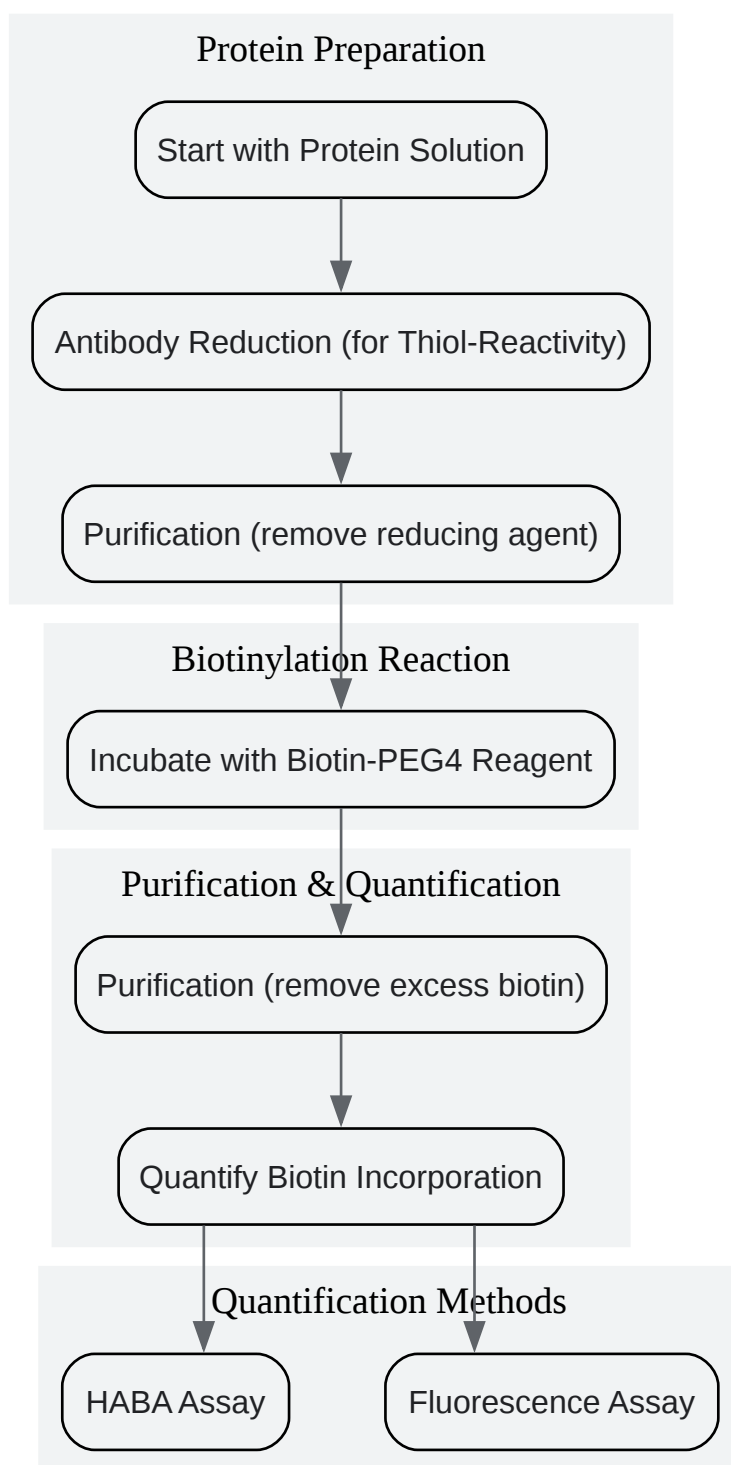 Protein Preparation
Start with Protein Solution
Antibody Reduction (for Thiol-Reactivity)
Purification (remove reducing agent)
Biotinylation Reaction
Incubate with Biotin-PEG4 Reagent
Purification & Quantification
Purification (remove excess biotin)
Quantify Biotin Incorporation
Quantification Methods
HABA Assay
Fluorescence Assay